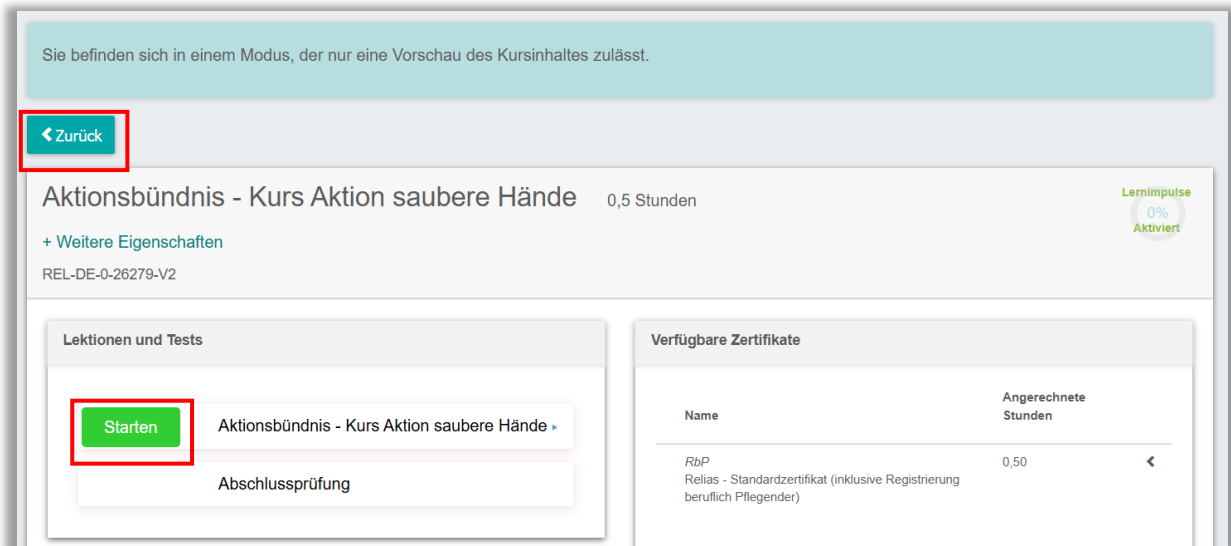 Sie befinden sich in einem Modus, der nur eine Vorschau des Kursinhaltes zulässt.
Zurück
Aktionsbündnis - Kurs Aktion saubere Hände 0,5 Stunden
Lernimpulse
0%
Aktiviert
+ Weitere Eigenschaften
REL-DE-0-26279-V2
Lektionen und Tests
Starten
Aktionsbündnis - Kurs Aktion saubere Hände
Abschlussprüfung
Verfügbare Zertifikate
Name
Angerechnete
Stunden
RbP
0,50
Relias - Standardzertifikat (inklusive Registrierung
beruflich Pflegender)